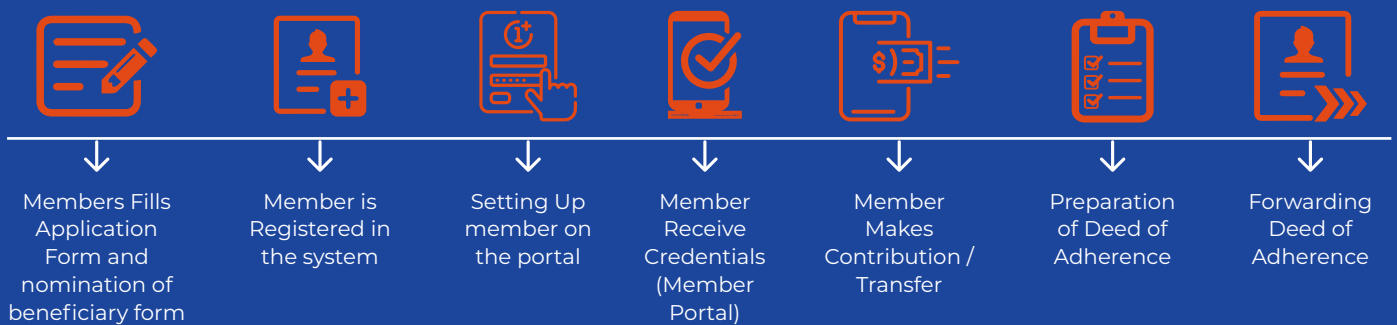 1+
$
Members Fills
Application
Form and
nomination of
beneficiary form
Member is
Registered in
the system
Setting Up
member on
the portal
Member
Receive
Credentials
(Member
Portal)
Member
Makes
Contribution /
Transfer
Preparation
of Deed of
Adherence
Forwarding
Deed of
Adherence